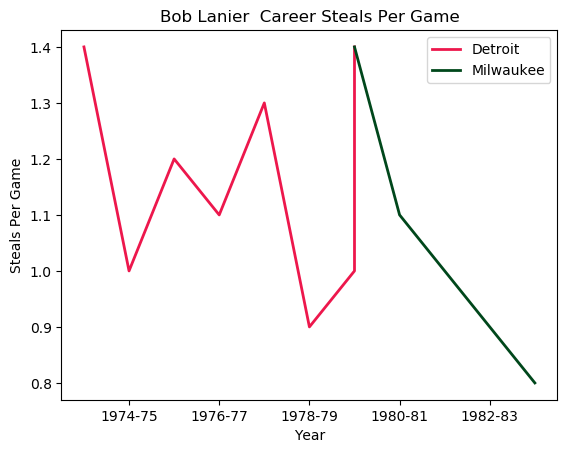 Bob Lanier  Career Steals Per Game
Detroit
Milwaukee
Steals Per Game
1.4
1.3
1.2
1.1
1.0
0.9
0.8
1974-75 1976-77 1978-79 1980-81 1982-83
Year